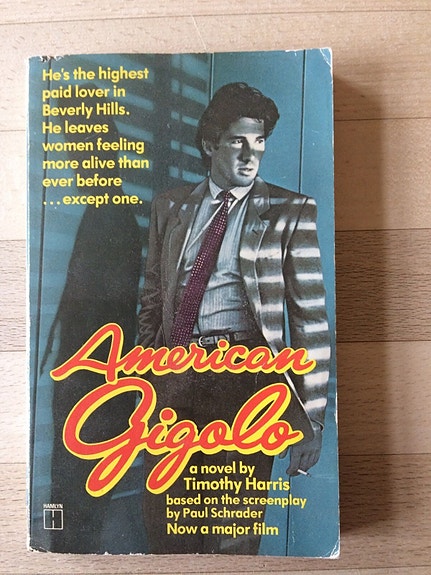 He's the highest
paid lover in
Beverly Hills.
He leaves
women feeling
more alive than
ever before
...except one.
American
Gigolo
a novel by
Timothy Harris
based on the screenplay
by Paul Schrader
Now a major film
HAMLYN
H